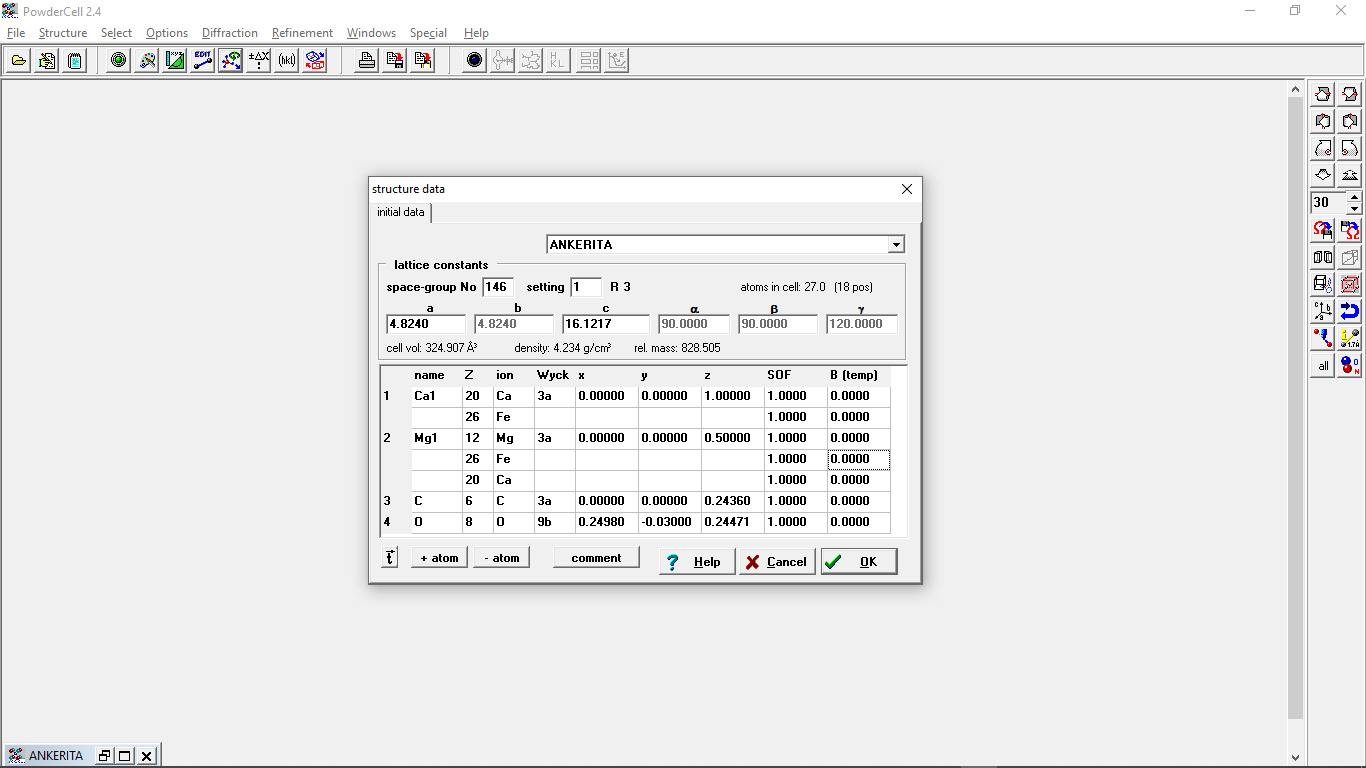 PowderCell 2.4
File Structure Select Options Diffraction Refinement Windows Special Help
EDIT ±ΔX (hkl)
structure data
initial data
ANKERITA
lattice constants
space-group No 146 setting 1 R 3 atoms in cell: 27.0 (18 pos)
a b c α β γ
4.8240 4.8240 16.1217 90.0000 90.0000 120.0000
cell vol: 324.907 Å³ density: 4.234 g/cm³ rel. mass: 828.505
name Z ion Wyck x y z SOF B (temp)
1 Ca1 20 Ca 3a 0.00000 0.00000 1.00000 1.0000 0.0000
26 Fe 1.0000 0.0000
2 Mg1 12 Mg 3a 0.00000 0.00000 0.50000 1.0000 0.0000
26 Fe 1.0000 0.0000
20 Ca 1.0000 0.0000
3 C 6 C 3a 0.00000 0.00000 0.24360 1.0000 0.0000
4 O 8 O 9b 0.24980 -0.03000 0.24471 1.0000 0.0000
t + atom - atom comment ? Help Cancel OK
30
all
ANKERITA